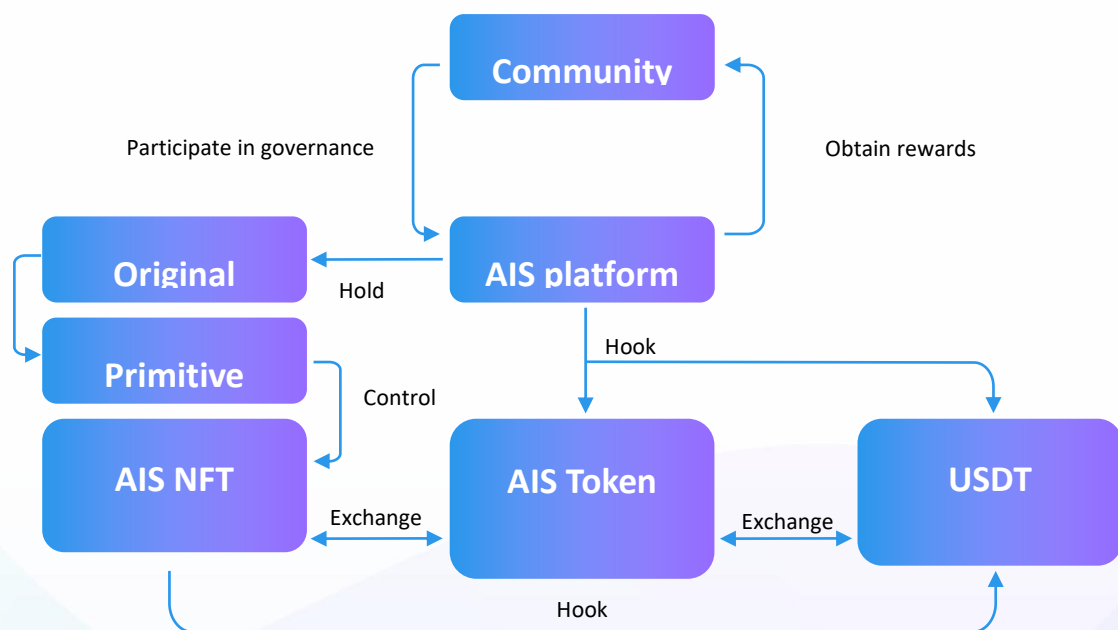 Community
Participate in governance
Obtain rewards
Original
AIS platform
Hold
Hook
Primitive
Control
AIS NFT
AIS Token
USDT
Exchange
Exchange
Hook